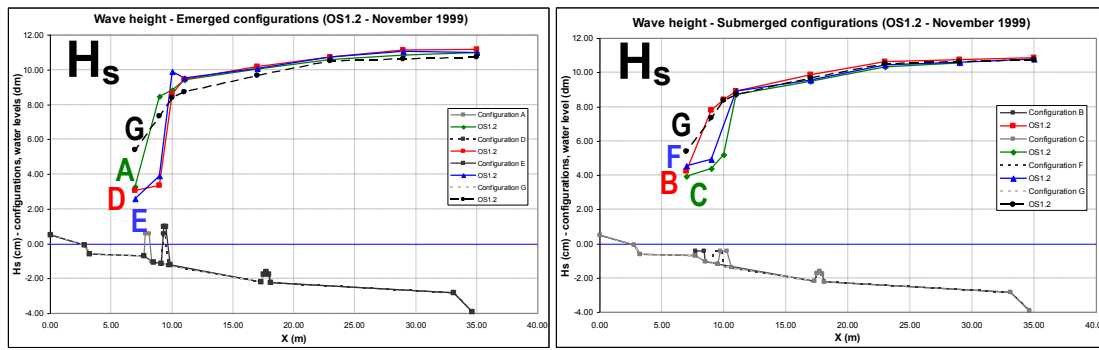 Wave height - Emerged configurations (OS1.2 - November 1999)
Hs (cm) - configurations, water levels (dm)
12.00
10.00
8.00
6.00
4.00
2.00
0.00
-2.00
-4.00
Hs
G
A
D
E
Configuration A
OS1.2
Configuration D
OS1.2
Configuration E
OS1.2
Configuration G
OS1.2
0.00 5.00 10.00 15.00 20.00 25.00 30.00 35.00 40.00
X (m)
Wave height - Submerged configurations (OS1.2 - November 1999)
Hs (cm) - configurations, water levels (dm)
12.00
10.00
8.00
6.00
4.00
2.00
0.00
-2.00
-4.00
Hs
G
F
B
C
Configuration B
OS1.2
Configuration C
OS1.2
Configuration F
OS1.2
Configuration G
OS1.2
0.00 5.00 10.00 15.00 20.00 25.00 30.00 35.00 40.00
X (m)